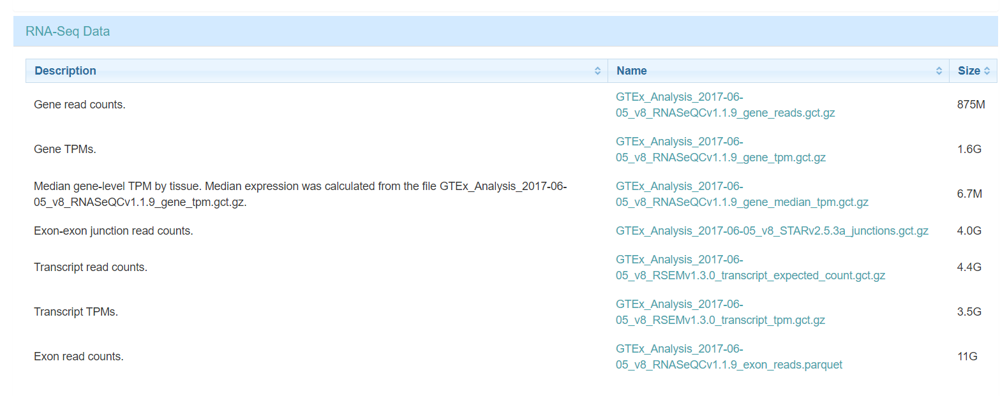 RNA-Seq Data
Description Name Size
Gene read counts. GTEx_Analysis_2017-06-
05_v8_RNASeQCv1.1.9_gene_reads.gct.gz 875M
Gene TPMs. GTEx_Analysis_2017-06-
05_v8_RNASeQCv1.1.9_gene_tpm.gct.gz 1.6G
Median gene-level TPM by tissue. Median expression was calculated from the file GTEx_Analysis_2017-06-
05_v8_RNASeQCv1.1.9_gene_tpm.gct.gz.
GTEx_Analysis_2017-06-
05_v8_RNASeQCv1.1.9_gene_median_tpm.gct.gz 6.7M
Exon-exon junction read counts. GTEx_Analysis_2017-06-05_v8_STARv2.5.3a_junctions.gct.gz 4.0G
Transcript read counts. GTEx_Analysis_2017-06-
05_v8_RSEMv1.3.0_transcript_expected_count.gct.gz 4.4G
Transcript TPMs. GTEx_Analysis_2017-06-
05_v8_RSEMv1.3.0_transcript_tpm.gct.gz 3.5G
Exon read counts. GTEx_Analysis_2017-06-
05_v8_RNASeQCv1.1.9_exon_reads.parquet 11G